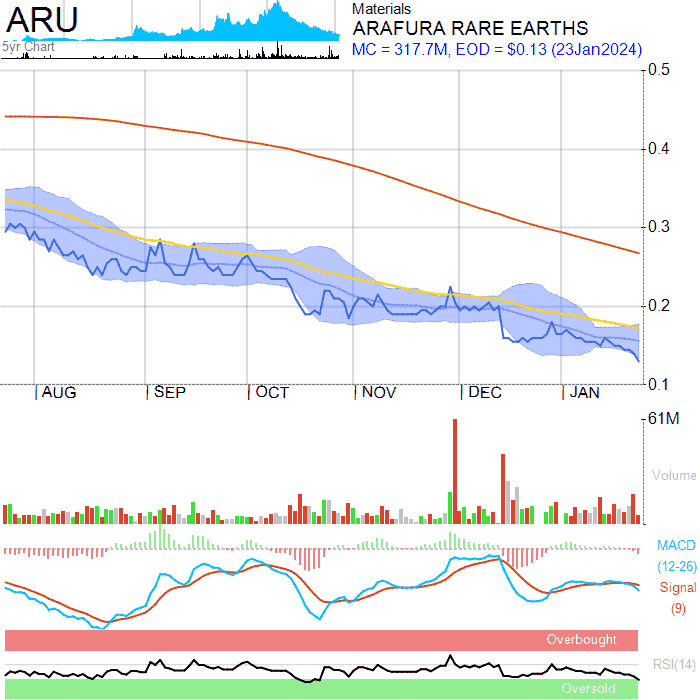 ARU
5yr Chart
Materials
ARAFURA RARE EARTHS
MC = 317.7M, EOD = $0.13 (23Jan2024)
0.5
0.4
0.3
0.2
0.1
AUG SEP OCT NOV DEC JAN
61M
Volume
MACD
(12-26)
Signal
(9)
Overbought
RSI(14)
Oversold